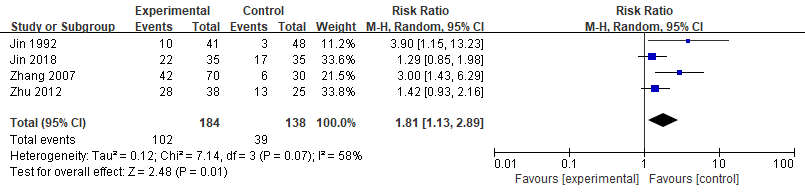 Experimental Control Risk Ratio Risk Ratio
Study or Subgroup Events Total Events Total Weight M-H, Random, 95% CI M-H, Random, 95% CI
Jin 1992 10 41 3 48 11.2% 3.90 [1.15, 13.23]
Jin 2018 22 35 17 35 33.6% 1.29 [0.85, 1.98]
Zhang 2007 42 70 6 30 21.5% 3.00 [1.43, 6.29]
Zhu 2012 28 38 13 25 33.8% 1.42 [0.93, 2.16]
Total (95% CI) 184 138 100.0% 1.81 [1.13, 2.89]
Total events 102 39
Heterogeneity: Tau² = 0.12; Chi² = 7.14, df = 3 (P = 0.07); I² = 58%
Test for overall effect: Z = 2.48 (P = 0.01)
0.01 0.1 1 10 100
Favours [experimental] Favours [control]